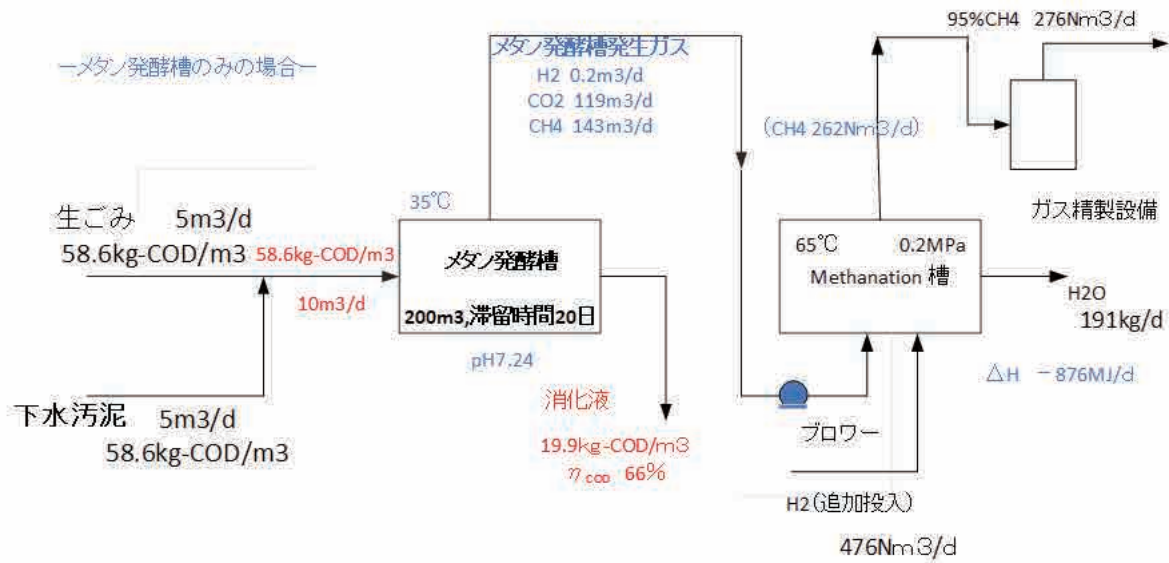 95%CH4 276Nm3/d
ーメタン発酵槽のみの場合ー
メタン発酵槽発生ガス
H2 0.2m3/d
CO2 119m3/d
CH4 143m3/d
(CH4 262Nm3/d)
ガス精製設備
生ごみ 5m3/d
58.6kg-COD/m3
58.6kg-COD/m3
10m3/d
35℃
メタン発酵槽
200m3,滞留時間20日
pH7.24
65℃ 0.2MPa
Methanation 槽
H2O
191kg/d
△H －876MJ/d
下水汚泥 5m3/d
58.6kg-COD/m3
消化液
19.9kg-COD/m3
η COD 66%
ブロワー
H2(追加投入)
476Nm3/d